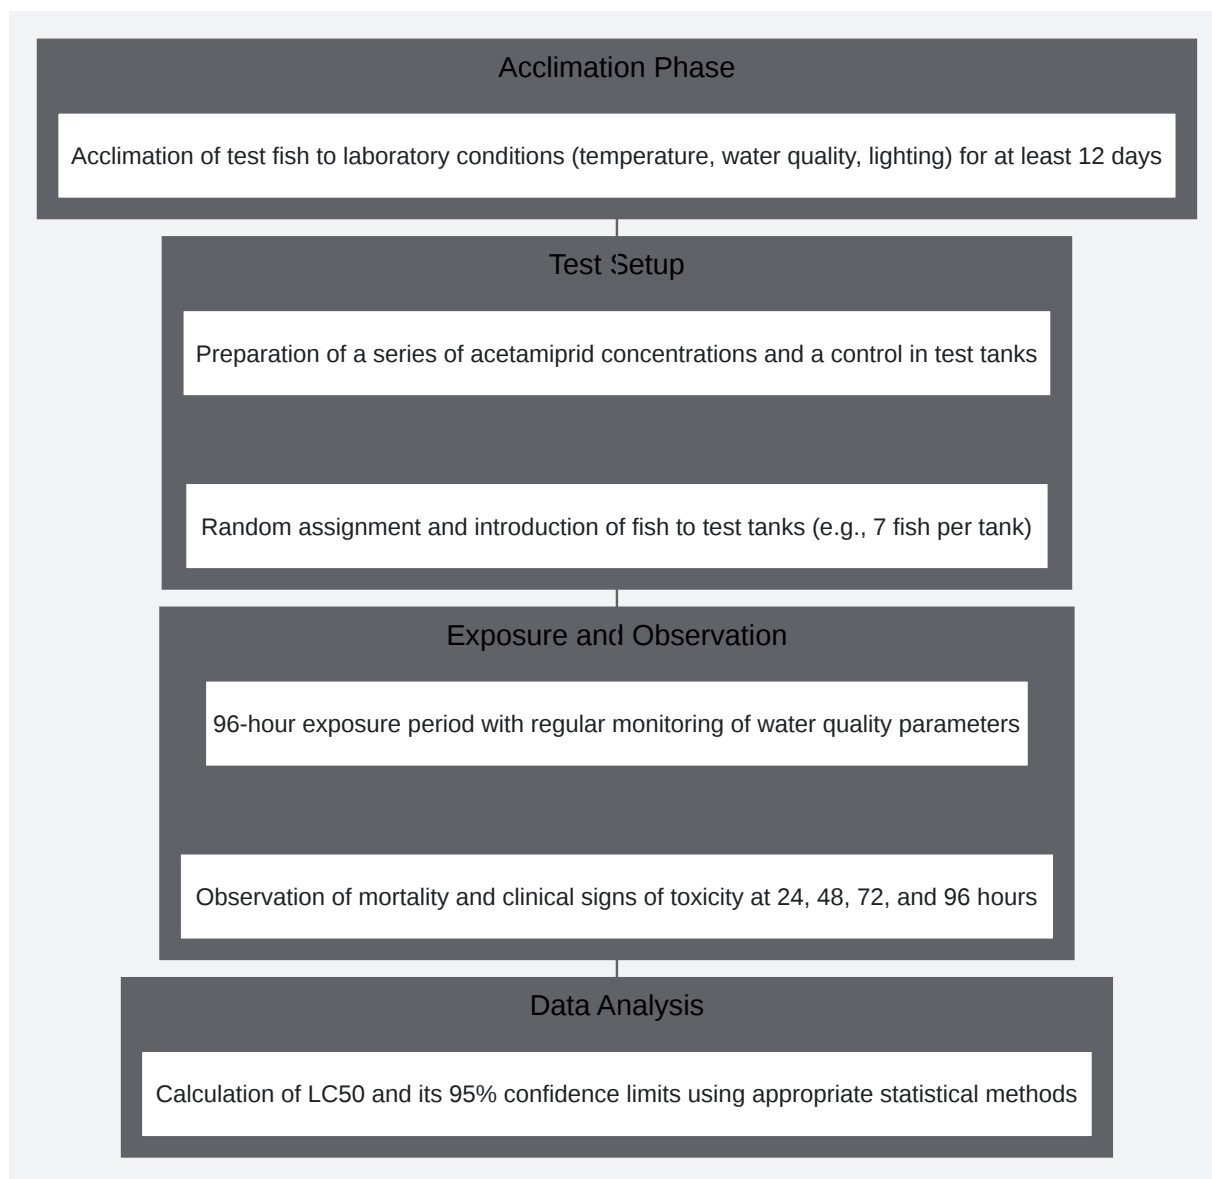 Acclimation Phase
Acclimation of test fish to laboratory conditions (temperature, water quality, lighting) for at least 12 days
Test Setup
Preparation of a series of acetamiprid concentrations and a control in test tanks
Random assignment and introduction of fish to test tanks (e.g., 7 fish per tank)
Exposure and Observation
96-hour exposure period with regular monitoring of water quality parameters
Observation of mortality and clinical signs of toxicity at 24, 48, 72, and 96 hours
Data Analysis
Calculation of LC50 and its 95% confidence limits using appropriate statistical methods